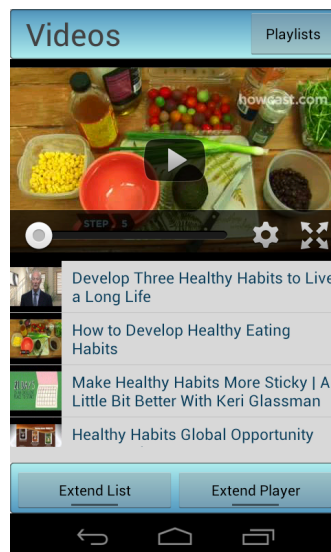 Videos
Playlists
howcast.com
STEP 5
Develop Three Healthy Habits to Live
a Long Life
How to Develop Healthy Eating
Habits
Make Healthy Habits More Sticky | A
Little Bit Better With Keri Glassman
Healthy Habits Global Opportunity
Extend List
Extend Player